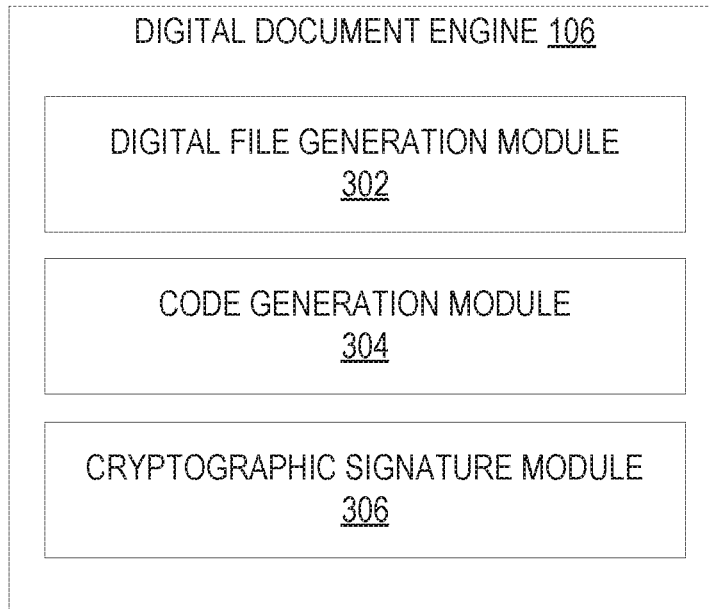 DIGITAL DOCUMENT ENGINE 106
DIGITAL FILE GENERATION MODULE
302
CODE GENERATION MODULE
304
CRYPTOGRAPHIC SIGNATURE MODULE
306